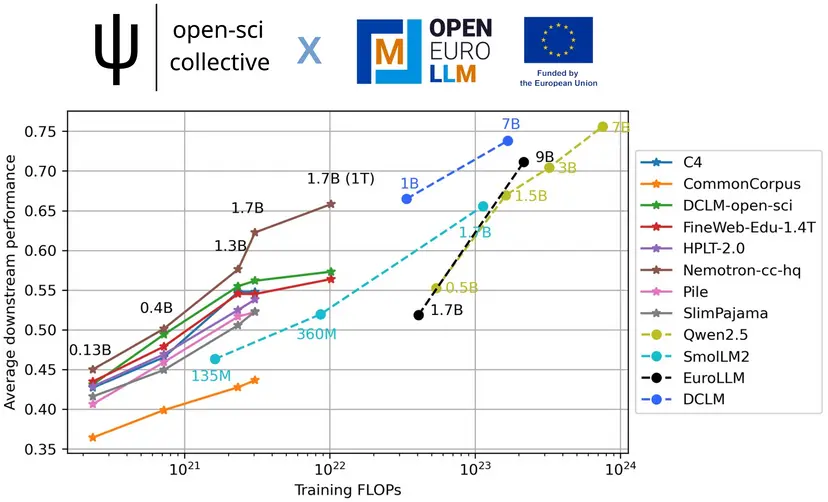 open-sci
collective
X
M
OPEN
EURO
LLM
Funded by
the European Union
0.75
0.70
0.65
0.60
0.55
0.50
0.45
0.40
0.35
Average downstream performance
10²¹
10²²
10²³
10²⁴
Training FLOPs
0.13B
0.4B
1.3B
1.7B
1.7B (1T)
135M
360M
1.7B
1B
7B
1.7B
9B
0.5B
1.5B
3B
7B
C4
CommonCorpus
DCLM-open-sci
FineWeb-Edu-1.4T
HPLT-2.0
Nemotron-cc-hq
Pile
SlimPajama
Qwen2.5
SmolLM2
EuroLLM
DCLM